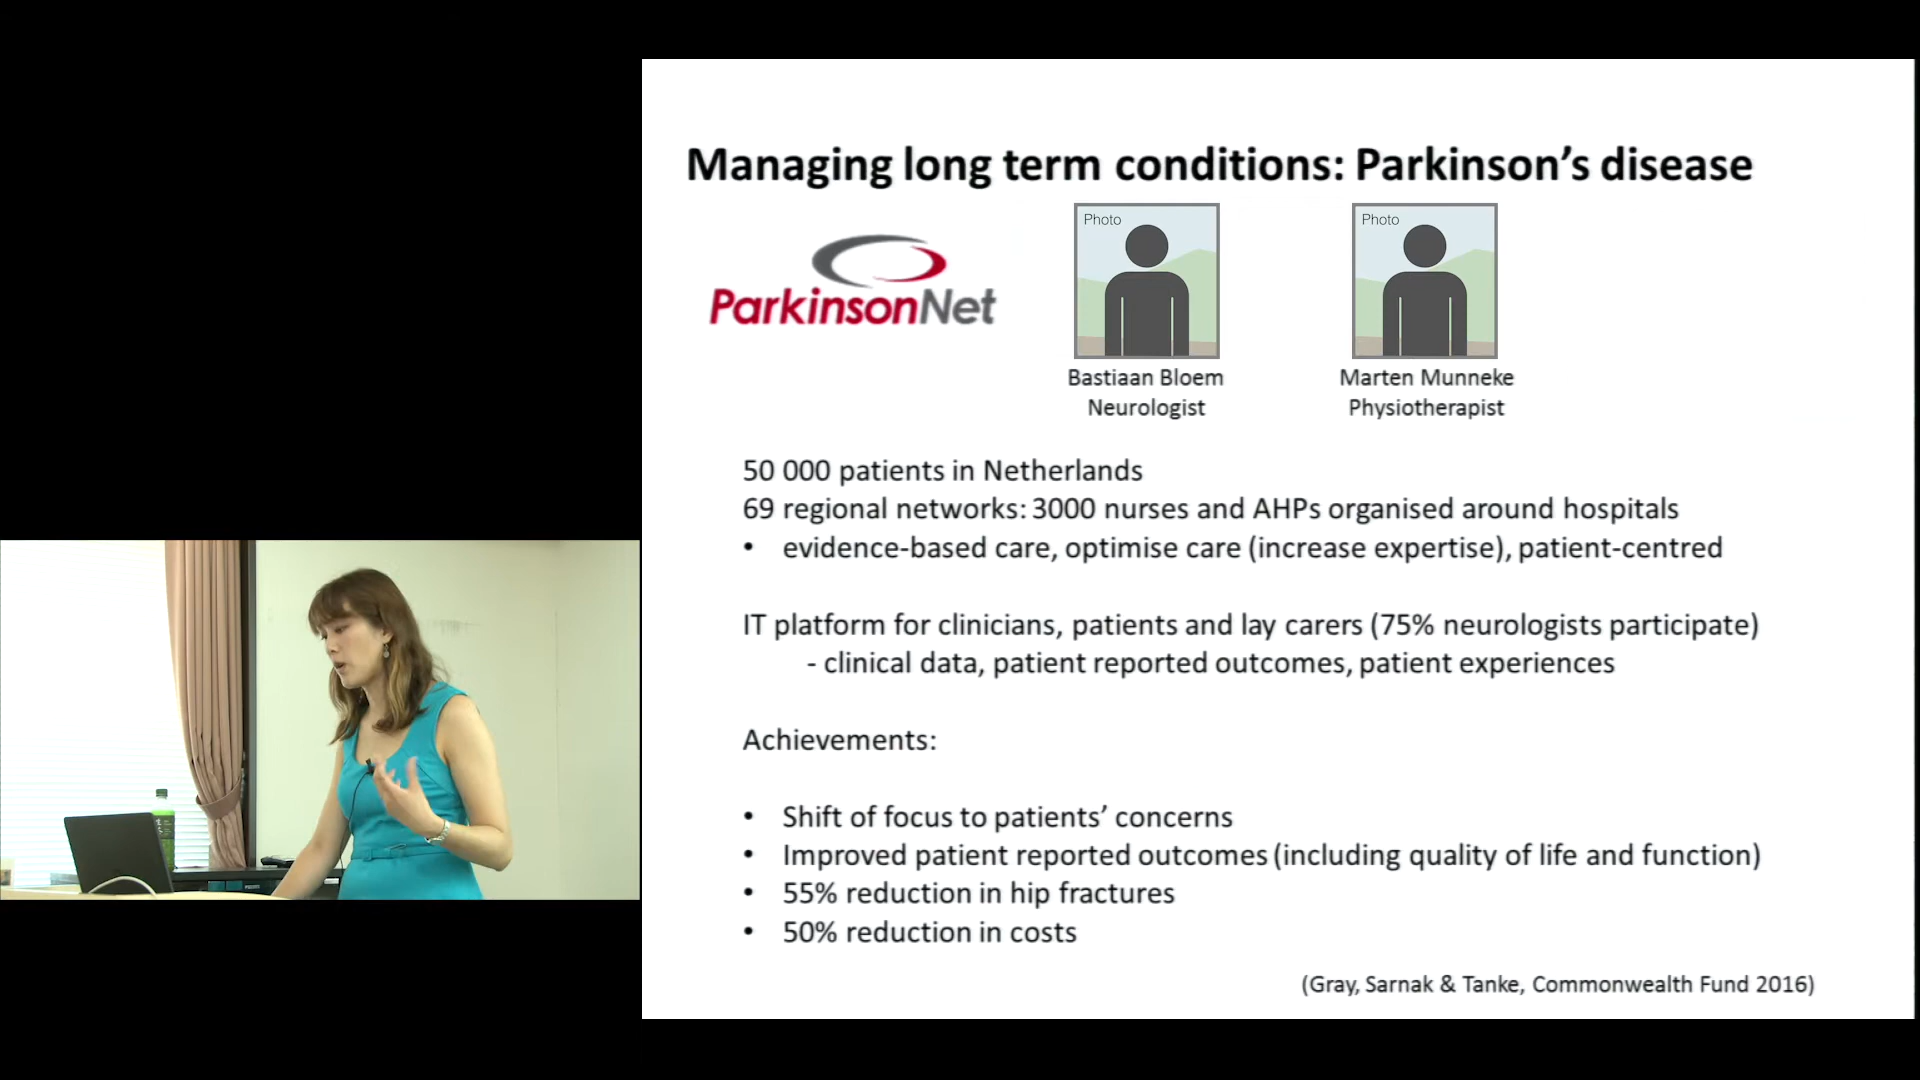 Managing long term conditions: Parkinson's disease
ParkinsonNet
Photo
Photo
Bastiaan Bloem
Neurologist
Marten Munneke
Physiotherapist
50 000 patients in Netherlands
69 regional networks: 3000 nurses and AHPs organised around hospitals
• evidence-based care, optimise care (increase expertise), patient-centred
IT platform for clinicians, patients and lay carers (75% neurologists participate)
- clinical data, patient reported outcomes, patient experiences
Achievements:
• Shift of focus to patients' concerns
• Improved patient reported outcomes (including quality of life and function)
• 55% reduction in hip fractures
• 50% reduction in costs
(Gray, Sarnak & Tanke, Commonwealth Fund 2016)